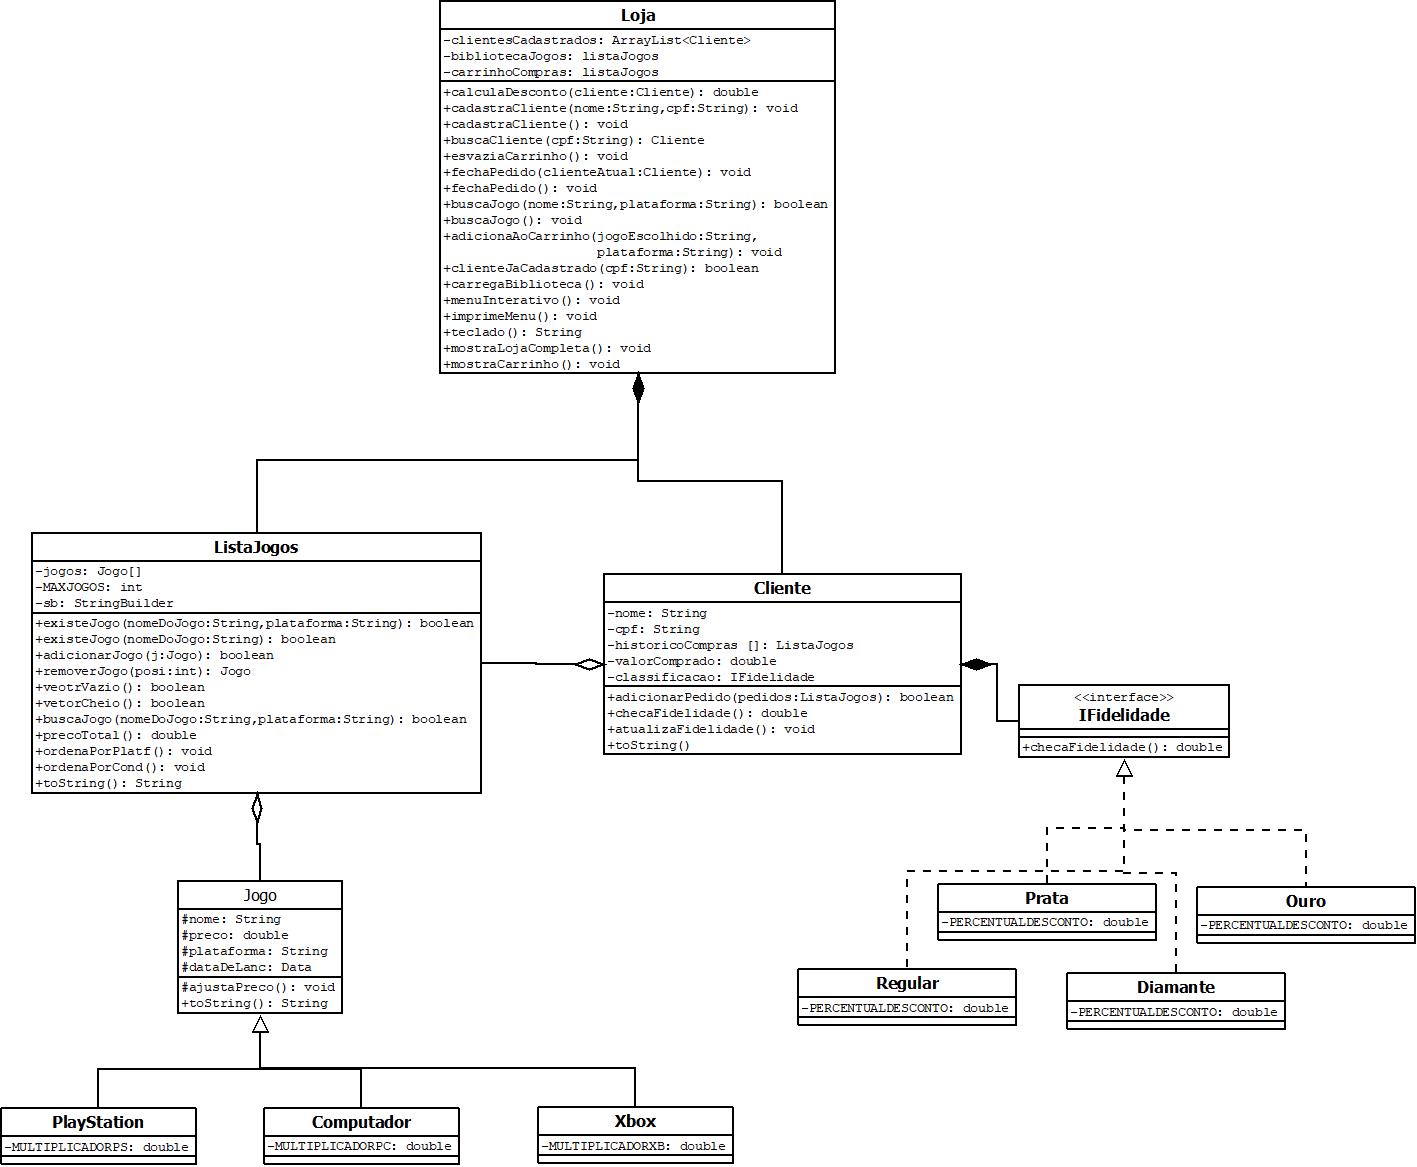 Loja
-clientesCadastrados: ArrayList<Cliente>
-bibliotecaJogos: listaJogos
-carrinhoCompras: listaJogos
+calculaDesconto(cliente:Cliente): double
+cadastraCliente(nome:String,cpf:String): void
+cadastraCliente(): void
+buscaCliente(cpf:String): Cliente
+esvaziaCarrinho(): void
+fechaPedido(clienteAtual:Cliente): void
+fechaPedido(): void
+buscaJogo(nome:String,plataforma:String): boolean
+buscaJogo(): void
+adicionaAoCarrinho(jogoEscolhido:String,
plataforma:String): void
+clienteJaCadastrado(cpf:String): boolean
+carregaBiblioteca(): void
+menuInterativo(): void
+imprimeMenu(): void
+teclado(): String
+mostraLojaCompleta(): void
+mostraCarrinho(): void
ListaJogos
-jogos: Jogo[]
-MAXJOGOS: int
-sb: StringBuilder
+existeJogo(nomeDoJogo:String,plataforma:String): boolean
+existeJogo(nomeDoJogo:String): boolean
+adicionarJogo(j:Jogo): boolean
+removerJogo(posi:int): Jogo
+veotrVazio(): boolean
+vetorCheio(): boolean
+buscaJogo(nomeDoJogo:String,plataforma:String): boolean
+precoTotal(): double
+ordenaPorPlatf(): void
+ordenaPorCond(): void
+toString(): String
Cliente
-nome: String
-cpf: String
-historicoCompras []: ListaJogos
-valorComprado: double
-classificacao: IFidelidade
+adicionarPedido(pedidos:ListaJogos): boolean
+checaFidelidade(): double
+atualizaFidelidade(): void
+toString()
<<interface>>
IFidelidade
+checaFidelidade(): double
Jogo
#nome: String
#preco: double
#plataforma: String
#dataDeLanc: Data
#ajustaPreco(): void
+toString(): String
Prata
-PERCENTUALDESCONTO: double
Ouro
-PERCENTUALDESCONTO: double
Regular
-PERCENTUALDESCONTO: double
Diamante
-PERCENTUALDESCONTO: double
PlayStation
-MULTIPLICADORPS: double
Computador
-MULTIPLICADORPC: double
Xbox
-MULTIPLICADORXB: double